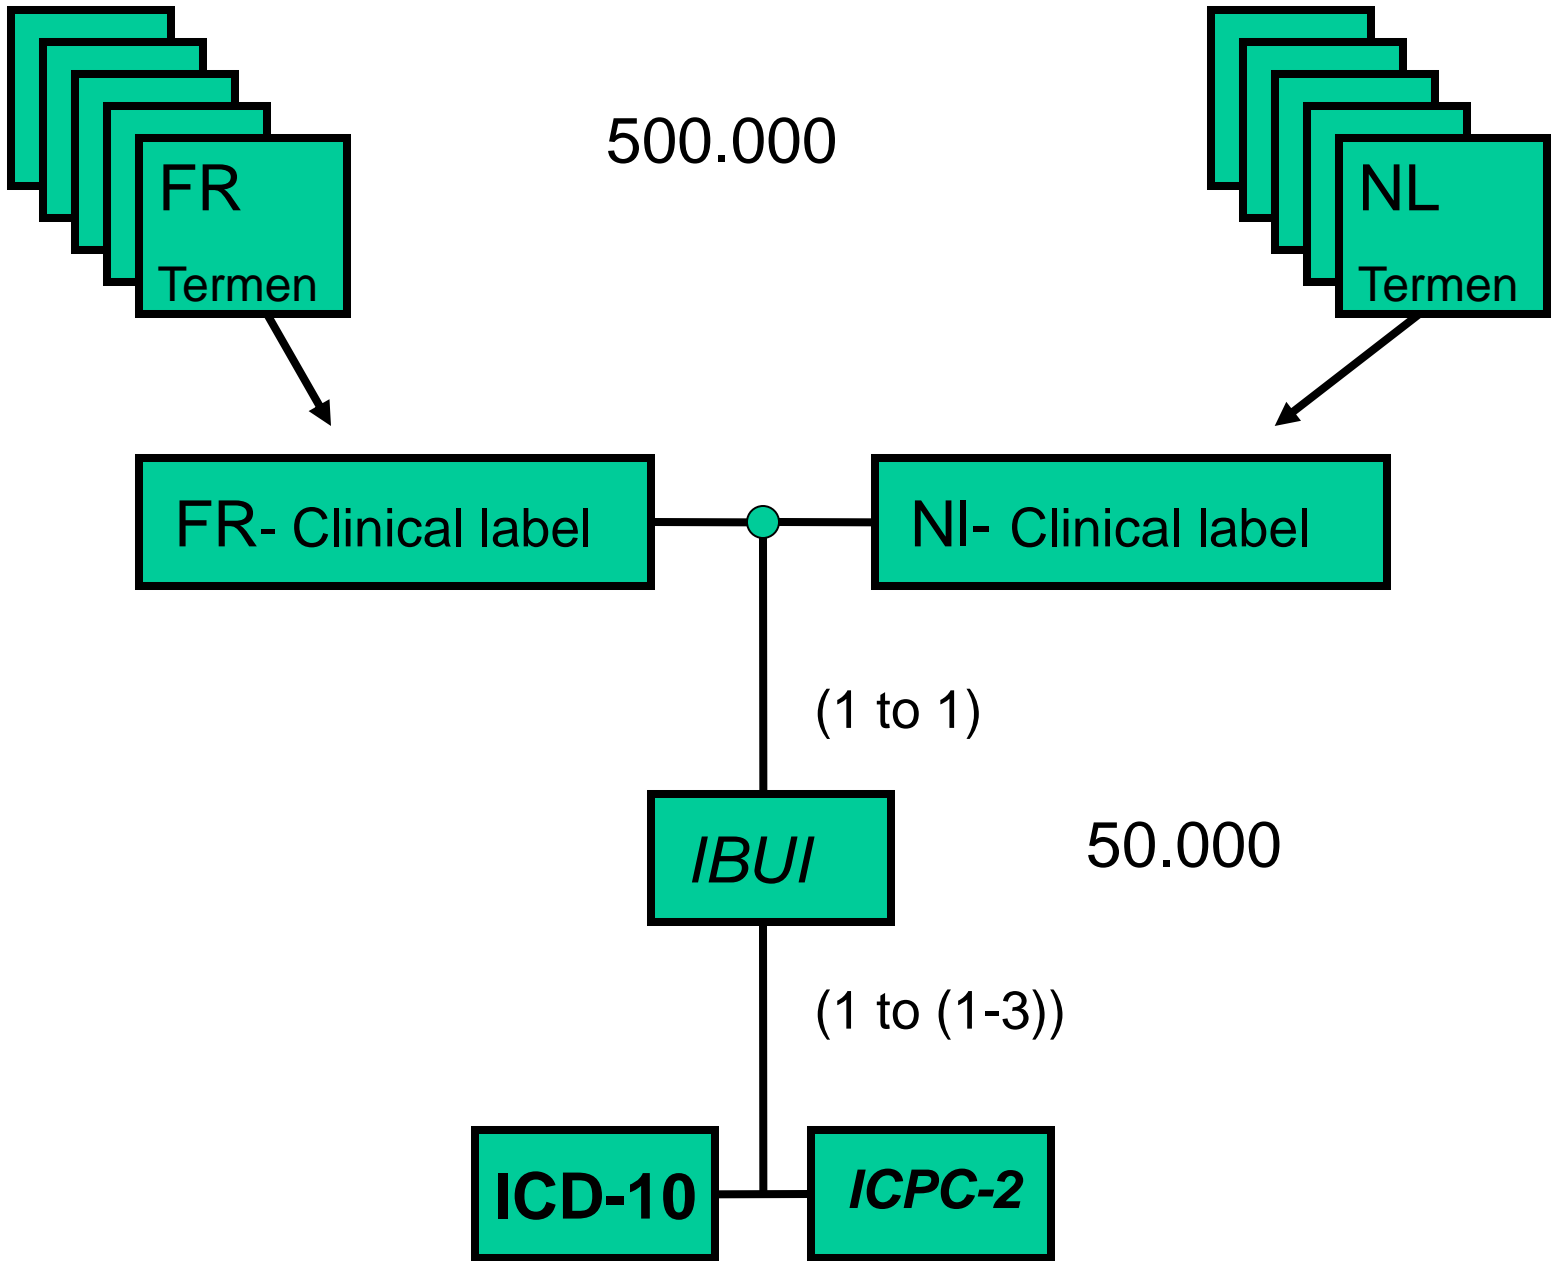 500.000
FR
Termen
NL
Termen
FR- Clinical label
Nl- Clinical label
(1 to 1)
IBUI
50.000
(1 to (1-3))
ICD-10
ICPC-2